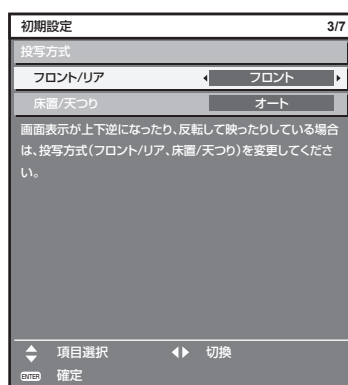 初期設定 3/7
投写方式
フロント/リア フロント
床置/天つり オート
画面表示が上下逆になったり、反転して映ったりしている場合
は、投写方式(フロント/リア、床置/天つり)を変更してくださ
い。
項目選択 切換
ENTER 確定